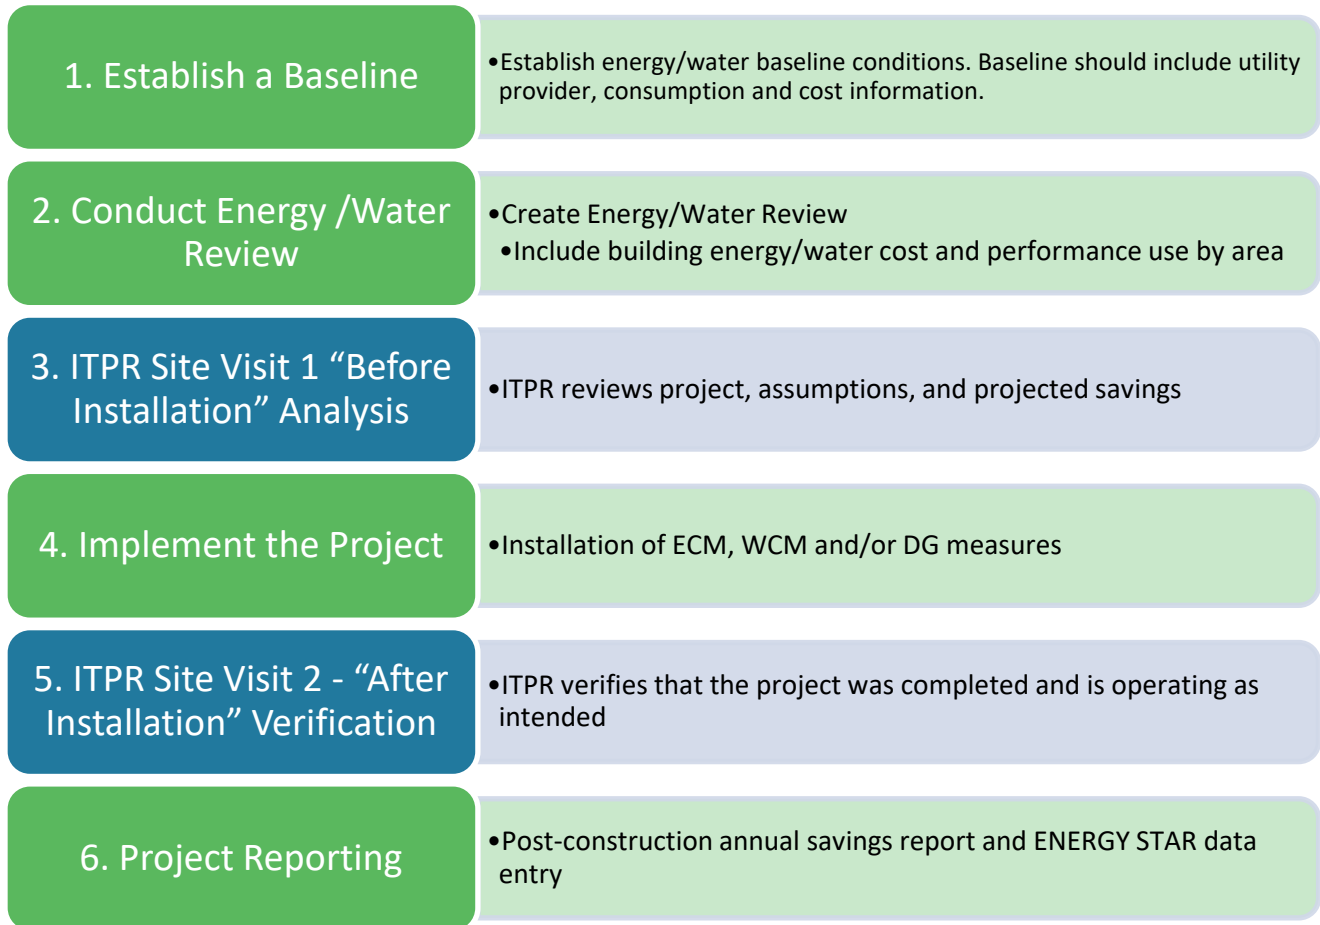 1. Establish a Baseline
•Establish energy/water baseline conditions. Baseline should include utility
provider, consumption and cost information.
2. Conduct Energy /Water
Review
•Create Energy/Water Review
•Include building energy/water cost and performance use by area
3. ITPR Site Visit 1 “Before
Installation” Analysis
•ITPR reviews project, assumptions, and projected savings
4. Implement the Project
•Installation of ECM, WCM and/or DG measures
5. ITPR Site Visit 2 - “After
Installation” Verification
•ITPR verifies that the project was completed and is operating as
intended
6. Project Reporting
•Post-construction annual savings report and ENERGY STAR data
entry